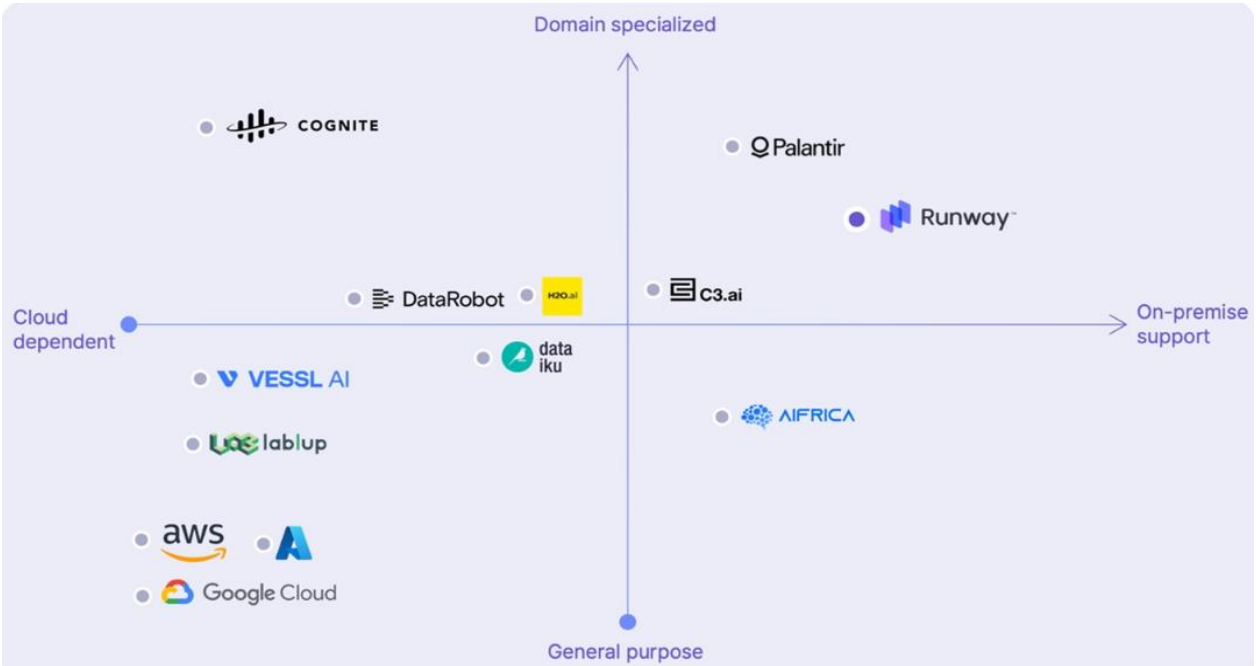 Domain specialized
COGNITE
Palantir
Runway™
DataRobot
H2O.ai
C3.ai
Cloud
dependent
On-premise
support
data
iku
VESSL AI
AIFRICA
lablup
aws
Google Cloud
General purpose